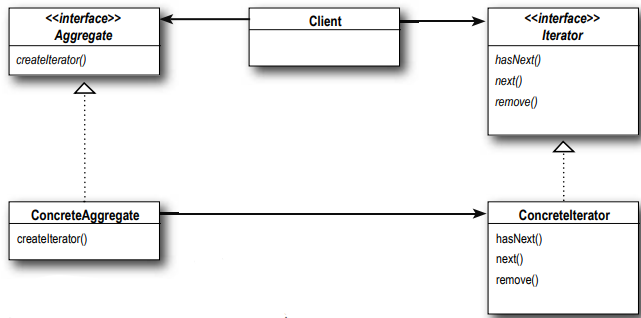 <<interface>>
Aggregate
createIterator()
Client
<<interface>>
Iterator
hasNext()
next()
remove()
ConcreteAggregate
createIterator()
ConcreteIterator
hasNext()
next()
remove()